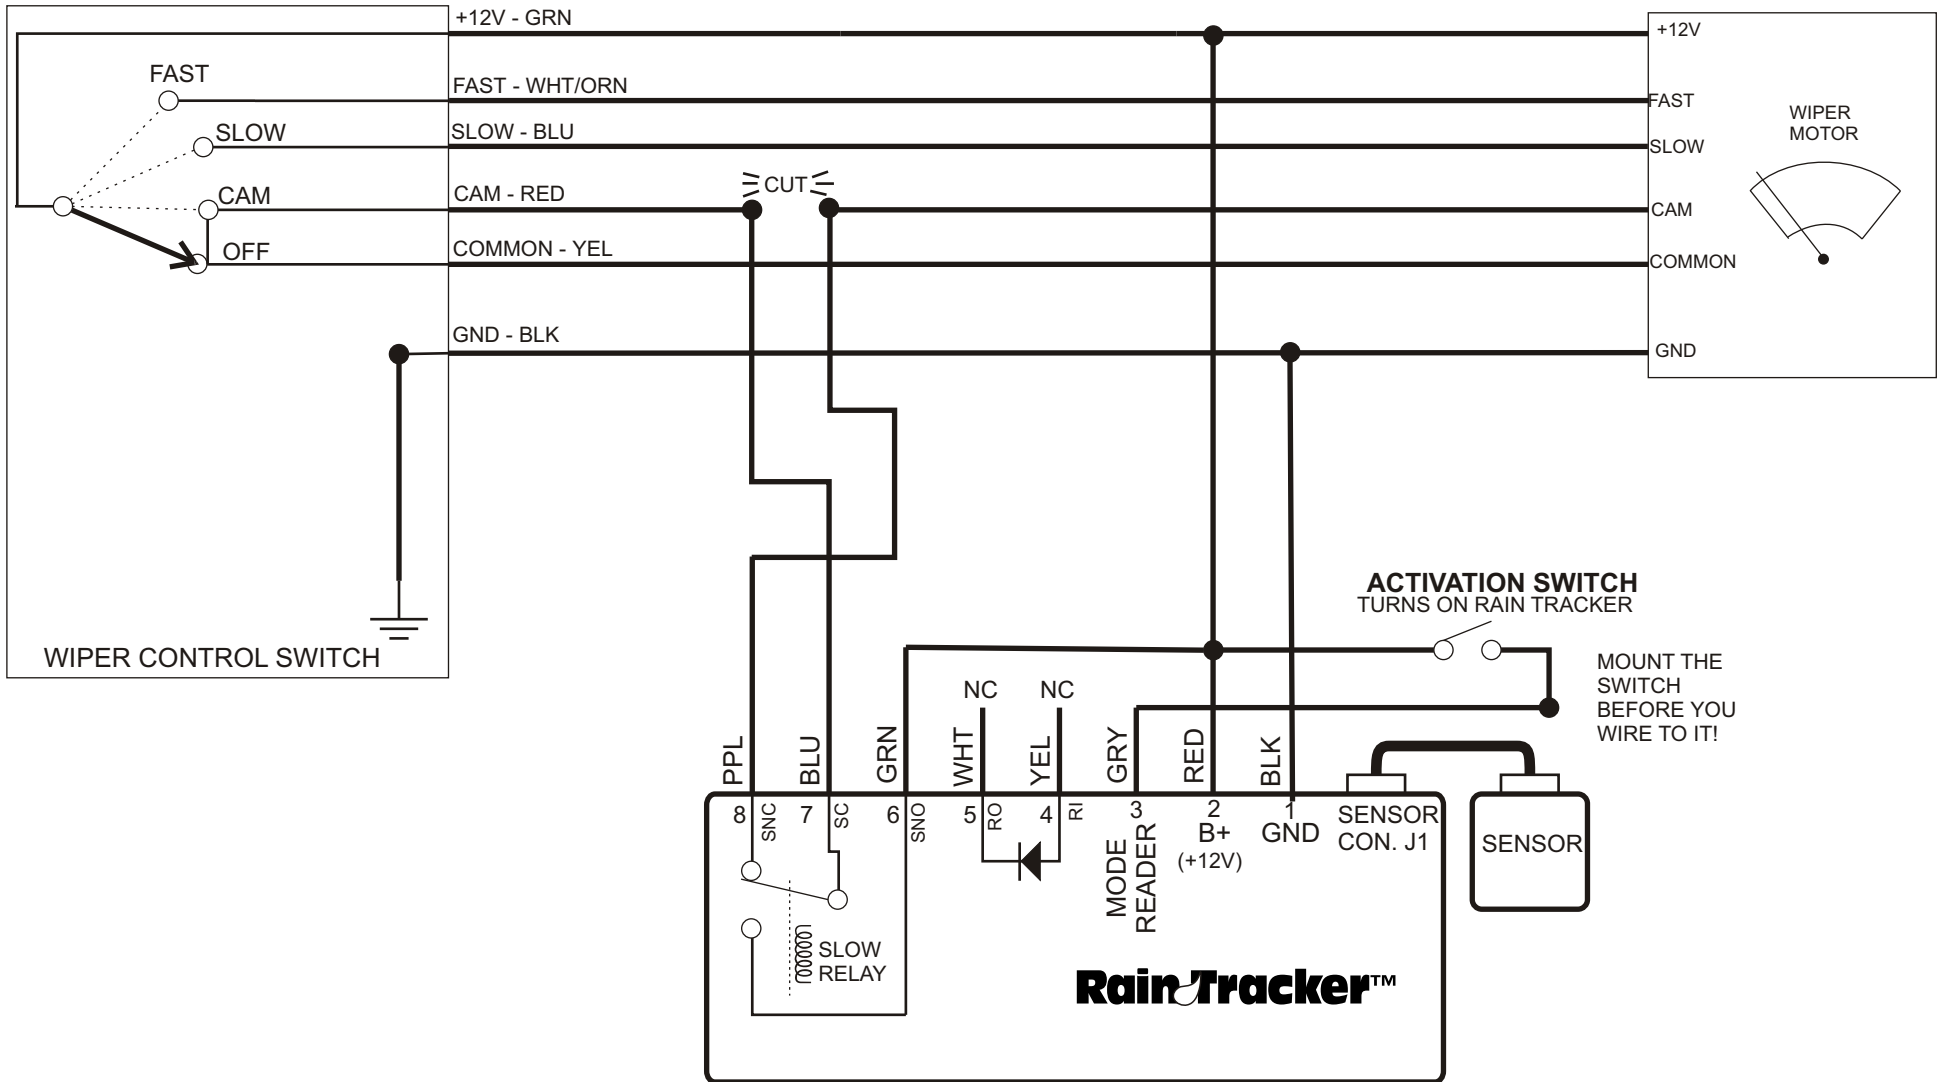 +12V - GRN
+12V
FAST
FAST - WHT/ORN
FAST
WIPER
MOTOR
SLOW
SLOW - BLU
SLOW
CAM
CAM - RED
CUT
CAM
OFF
COMMON - YEL
COMMON
GND - BLK
GND
WIPER CONTROL SWITCH
ACTIVATION SWITCH
TURNS ON RAIN TRACKER
MOUNT THE
SWITCH
BEFORE YOU
WIRE TO IT!
NC
NC
PPL
BLU
GRN
WHT
YEL
GRY
RED
BLK
8
SNC
7
SC
6
SNO
5
RO
4
RI
3
MODE
READER
2
B+
(+12V)
1
GND
SENSOR
CON. J1
SENSOR
SLOW
RELAY
RainTracker™